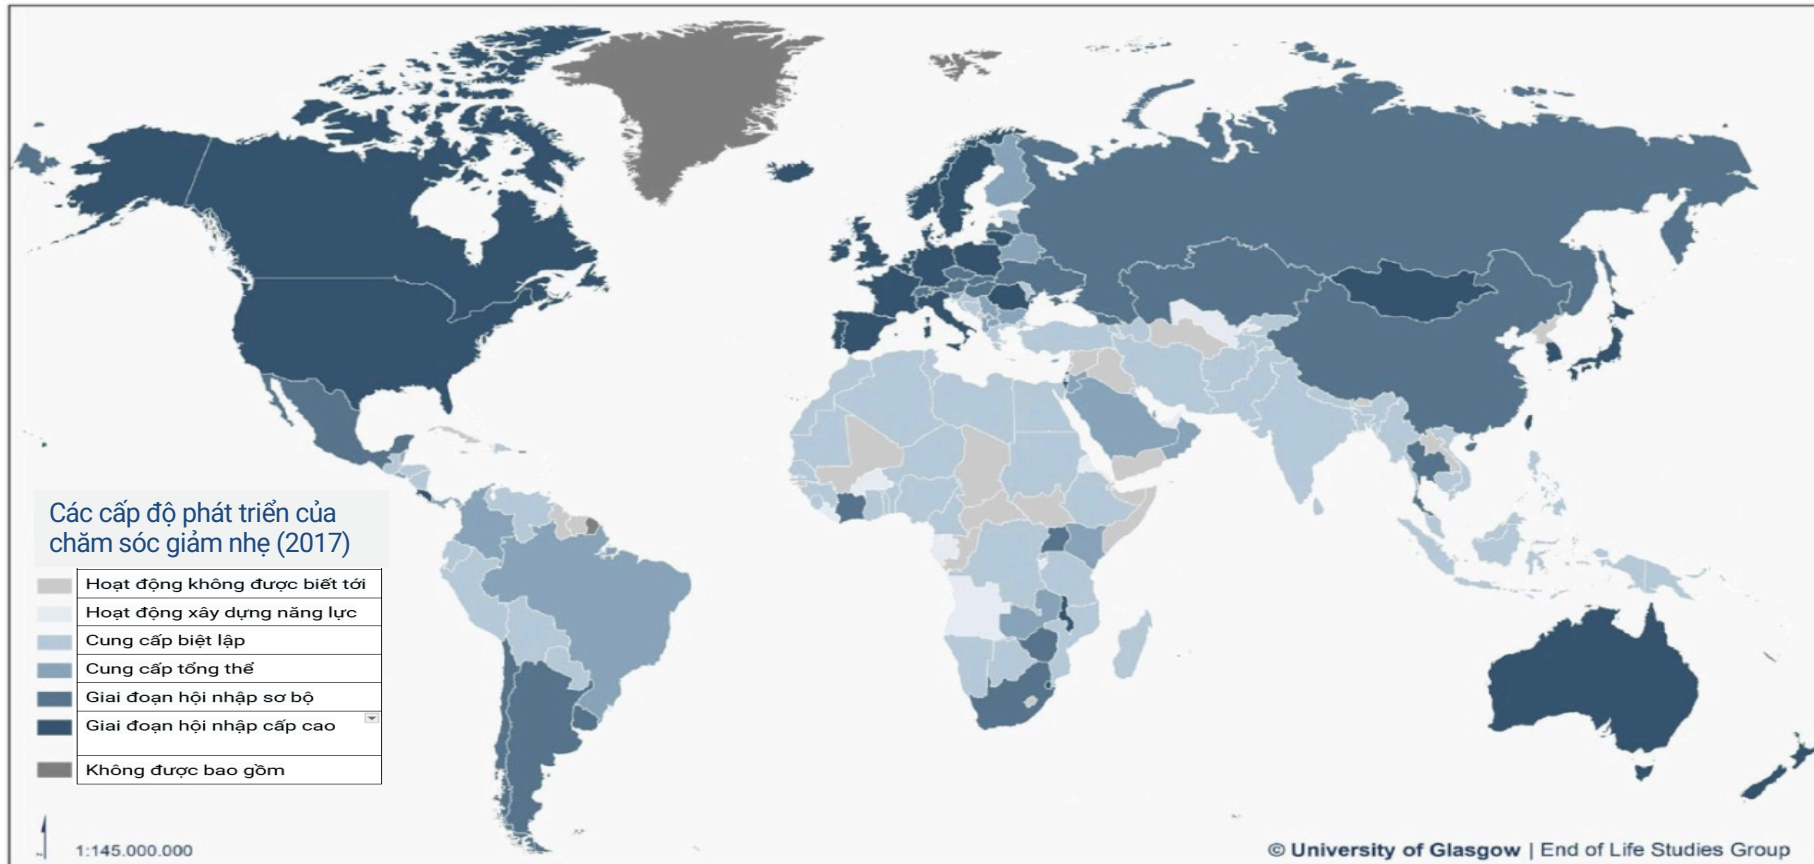 Các cấp độ phát triển của
chăm sóc giảm nhẹ (2017)
Hoạt động không được biết tới
Hoạt động xây dựng năng lực
Cung cấp biệt lập
Cung cấp tổng thể
Giai đoạn hội nhập sơ bộ
Giai đoạn hội nhập cấp cao
Không được bao gồm
1:145.000.000
© University of Glasgow | End of Life Studies Group